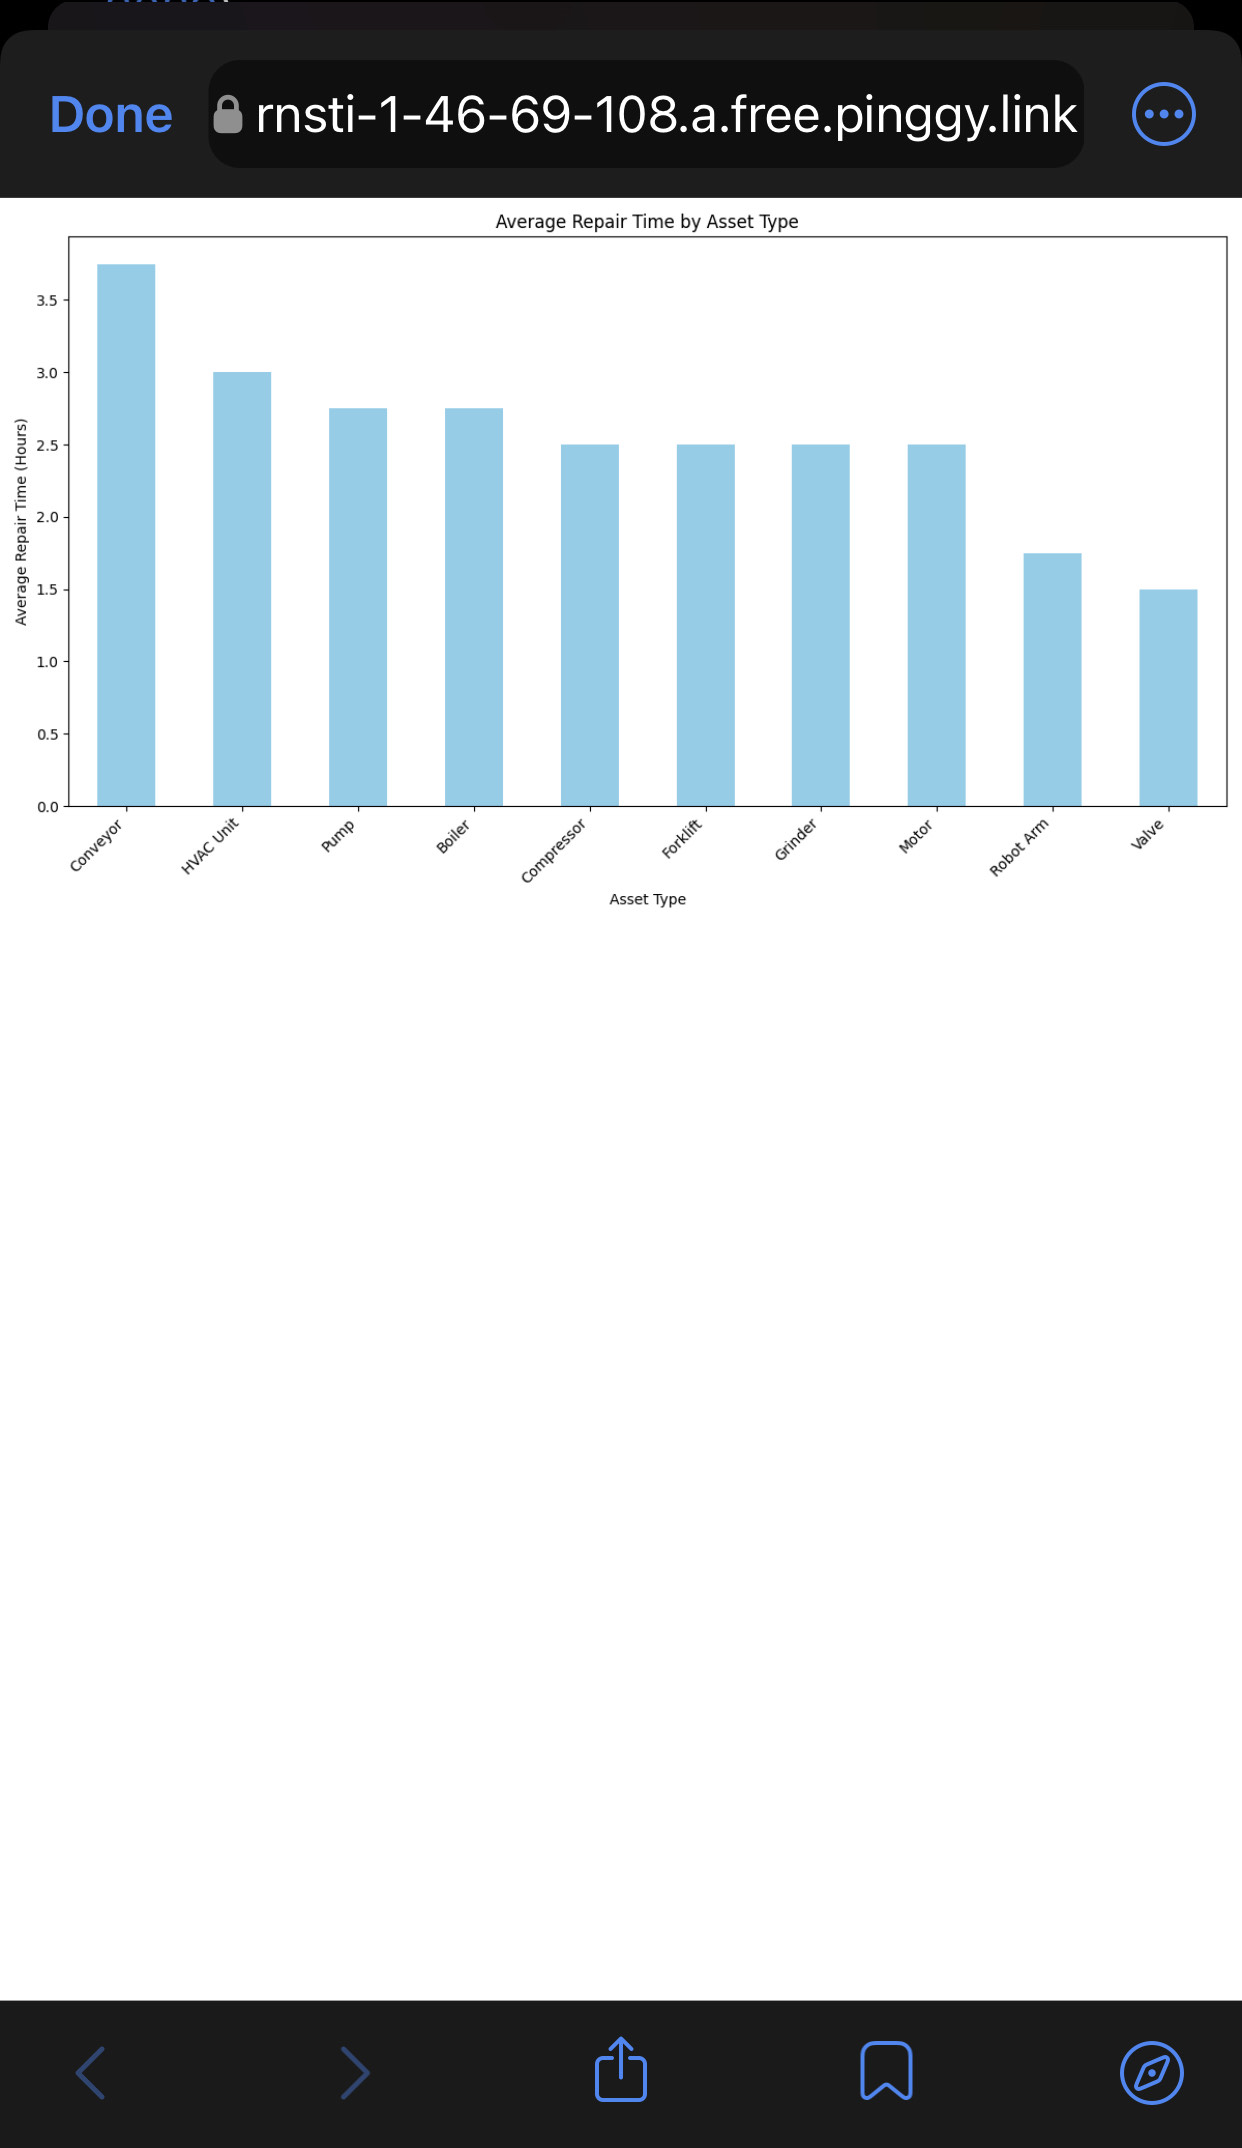 Done
rnsti-1-46-69-108.a.free.pinggy.link
Average Repair Time by Asset Type
Average Repair Time (Hours)
3.5
3.0
2.5
2.0
1.5
1.0
0.5
0.0
Conveyor
HVAC Unit
Pump
Boiler
Compressor
Forklift
Grinder
Motor
Robot Arm
Valve
Asset Type